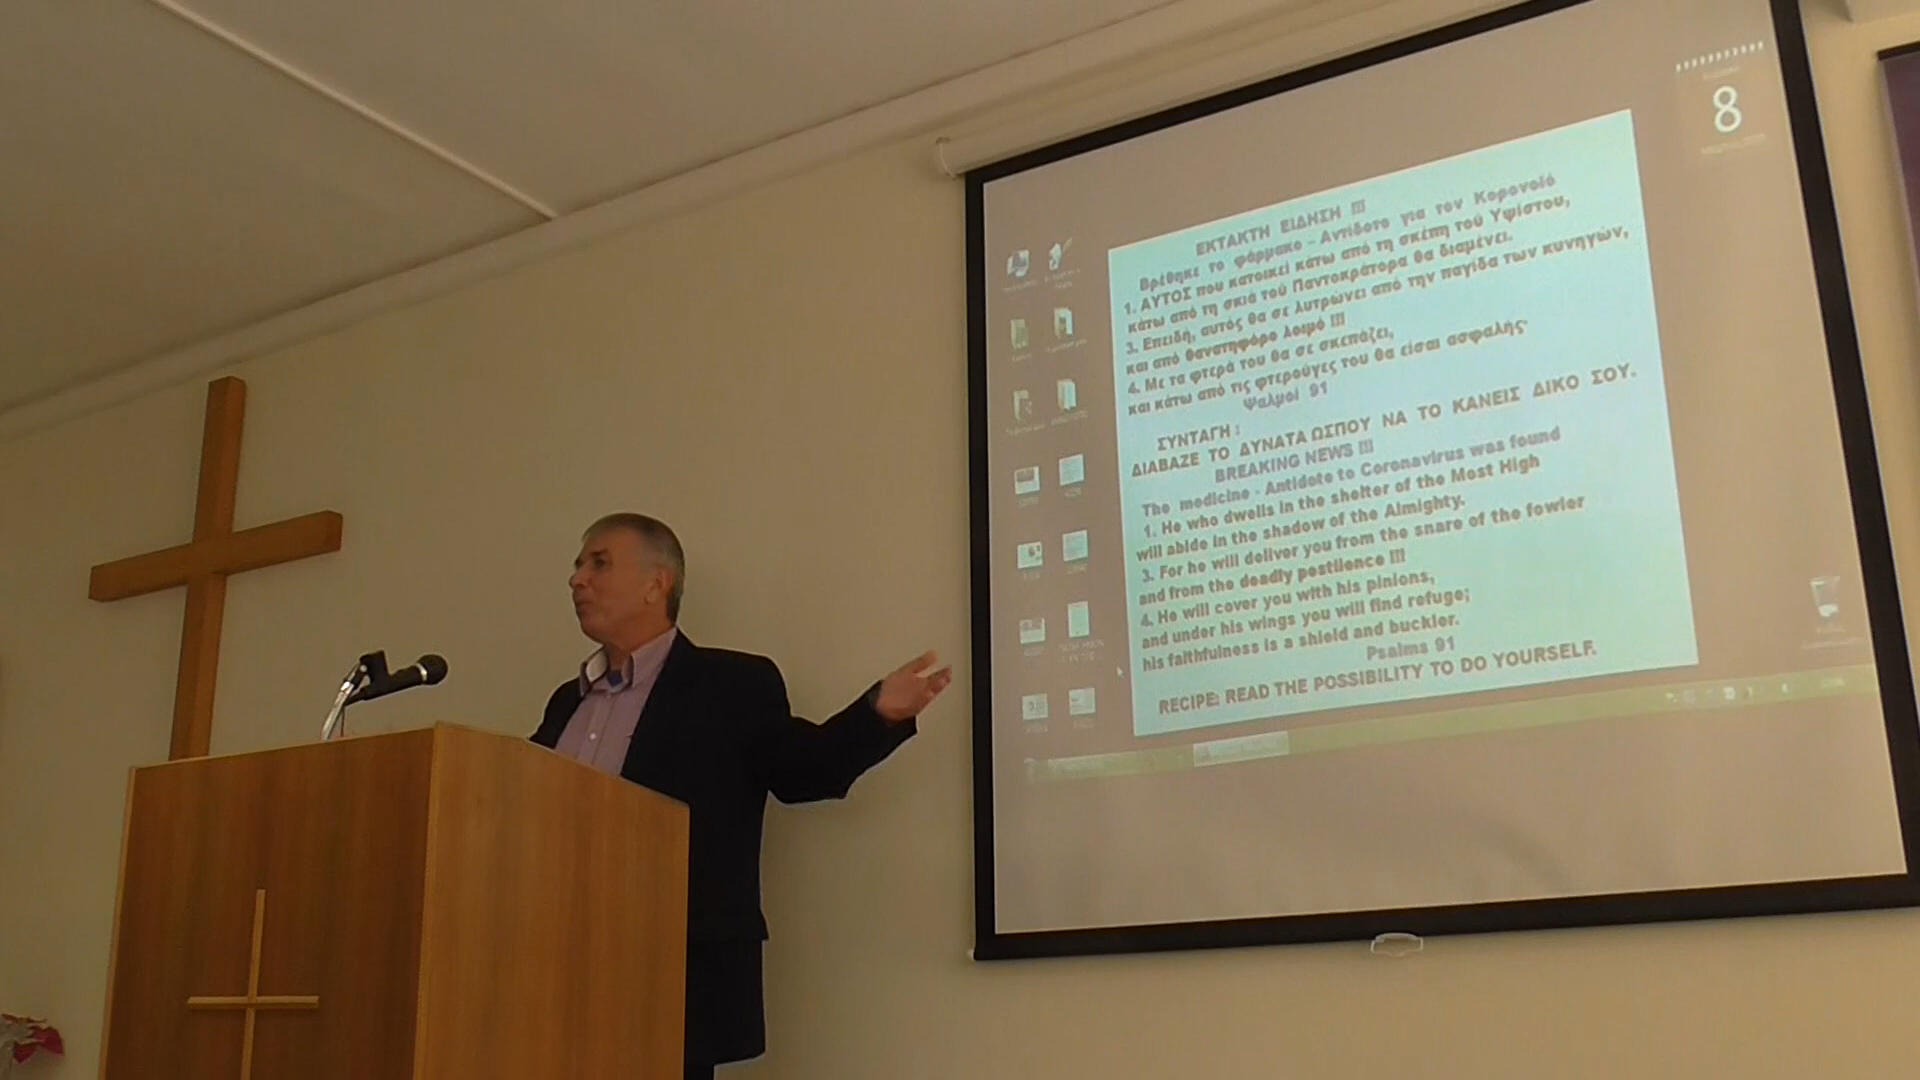 8
ΕΚΤΑΚΤΗ ΕΙΔΗΣΗ !!!
Βρέθηκε το φάρμακο – Αντίδοτο για τον Κορονοϊό
1. ΑΥΤΟΣ που κατοικεί κάτω από τη σκέπη τού Υψίστου,
κάτω από τη σκιά τού Παντοκράτορα θα διαμένει.
3. Επειδή, αυτός θα σε λυτρώνει από την παγίδα των κυνηγών,
και από θανατηφόρο λοιμό !!!
4. Με τα φτερά του θα σε σκεπάζει,
και κάτω από τις φτερούγες του θα είσαι ασφαλής·
Ψαλμοί 91
ΣΥΝΤΑΓΗ :
ΔΙΑΒΑΖΕ ΤΟ ΔΥΝΑΤΑ ΩΣΠΟΥ ΝΑ ΤΟ ΚΑΝΕΙΣ ΔΙΚΟ ΣΟΥ.
BREAKING NEWS !!!
The medicine - Antidote to Coronavirus was found
1. He who dwells in the shelter of the Most High
will abide in the shadow of the Almighty.
3. For he will deliver you from the snare of the fowler
and from the deadly pestilence !!!
4. He will cover you with his pinions,
and under his wings you will find refuge;
his faithfulness is a shield and buckler.
Psalms 91
RECIPE: READ THE POSSIBILITY TO DO YOURSELF.